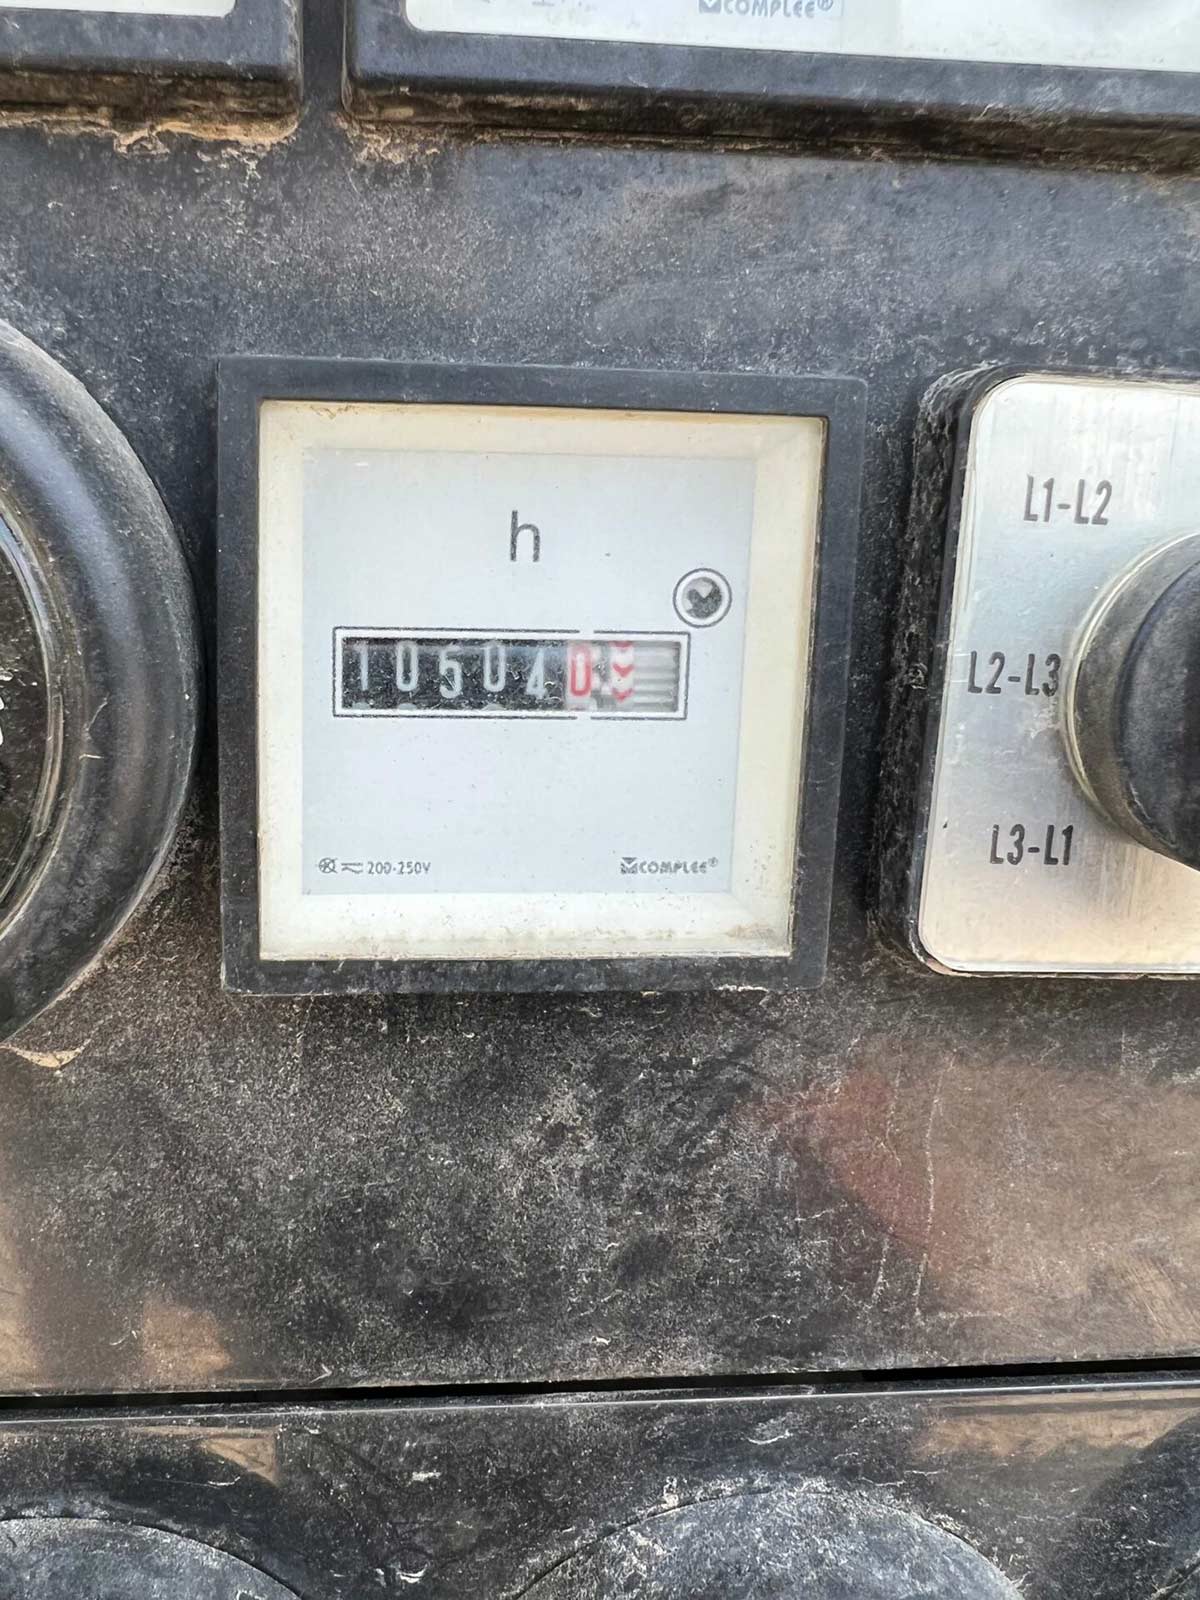 COMPLEE®
h
105040
200-250V
COMPLEE®
L1-L2
L2-L3
L3-L1